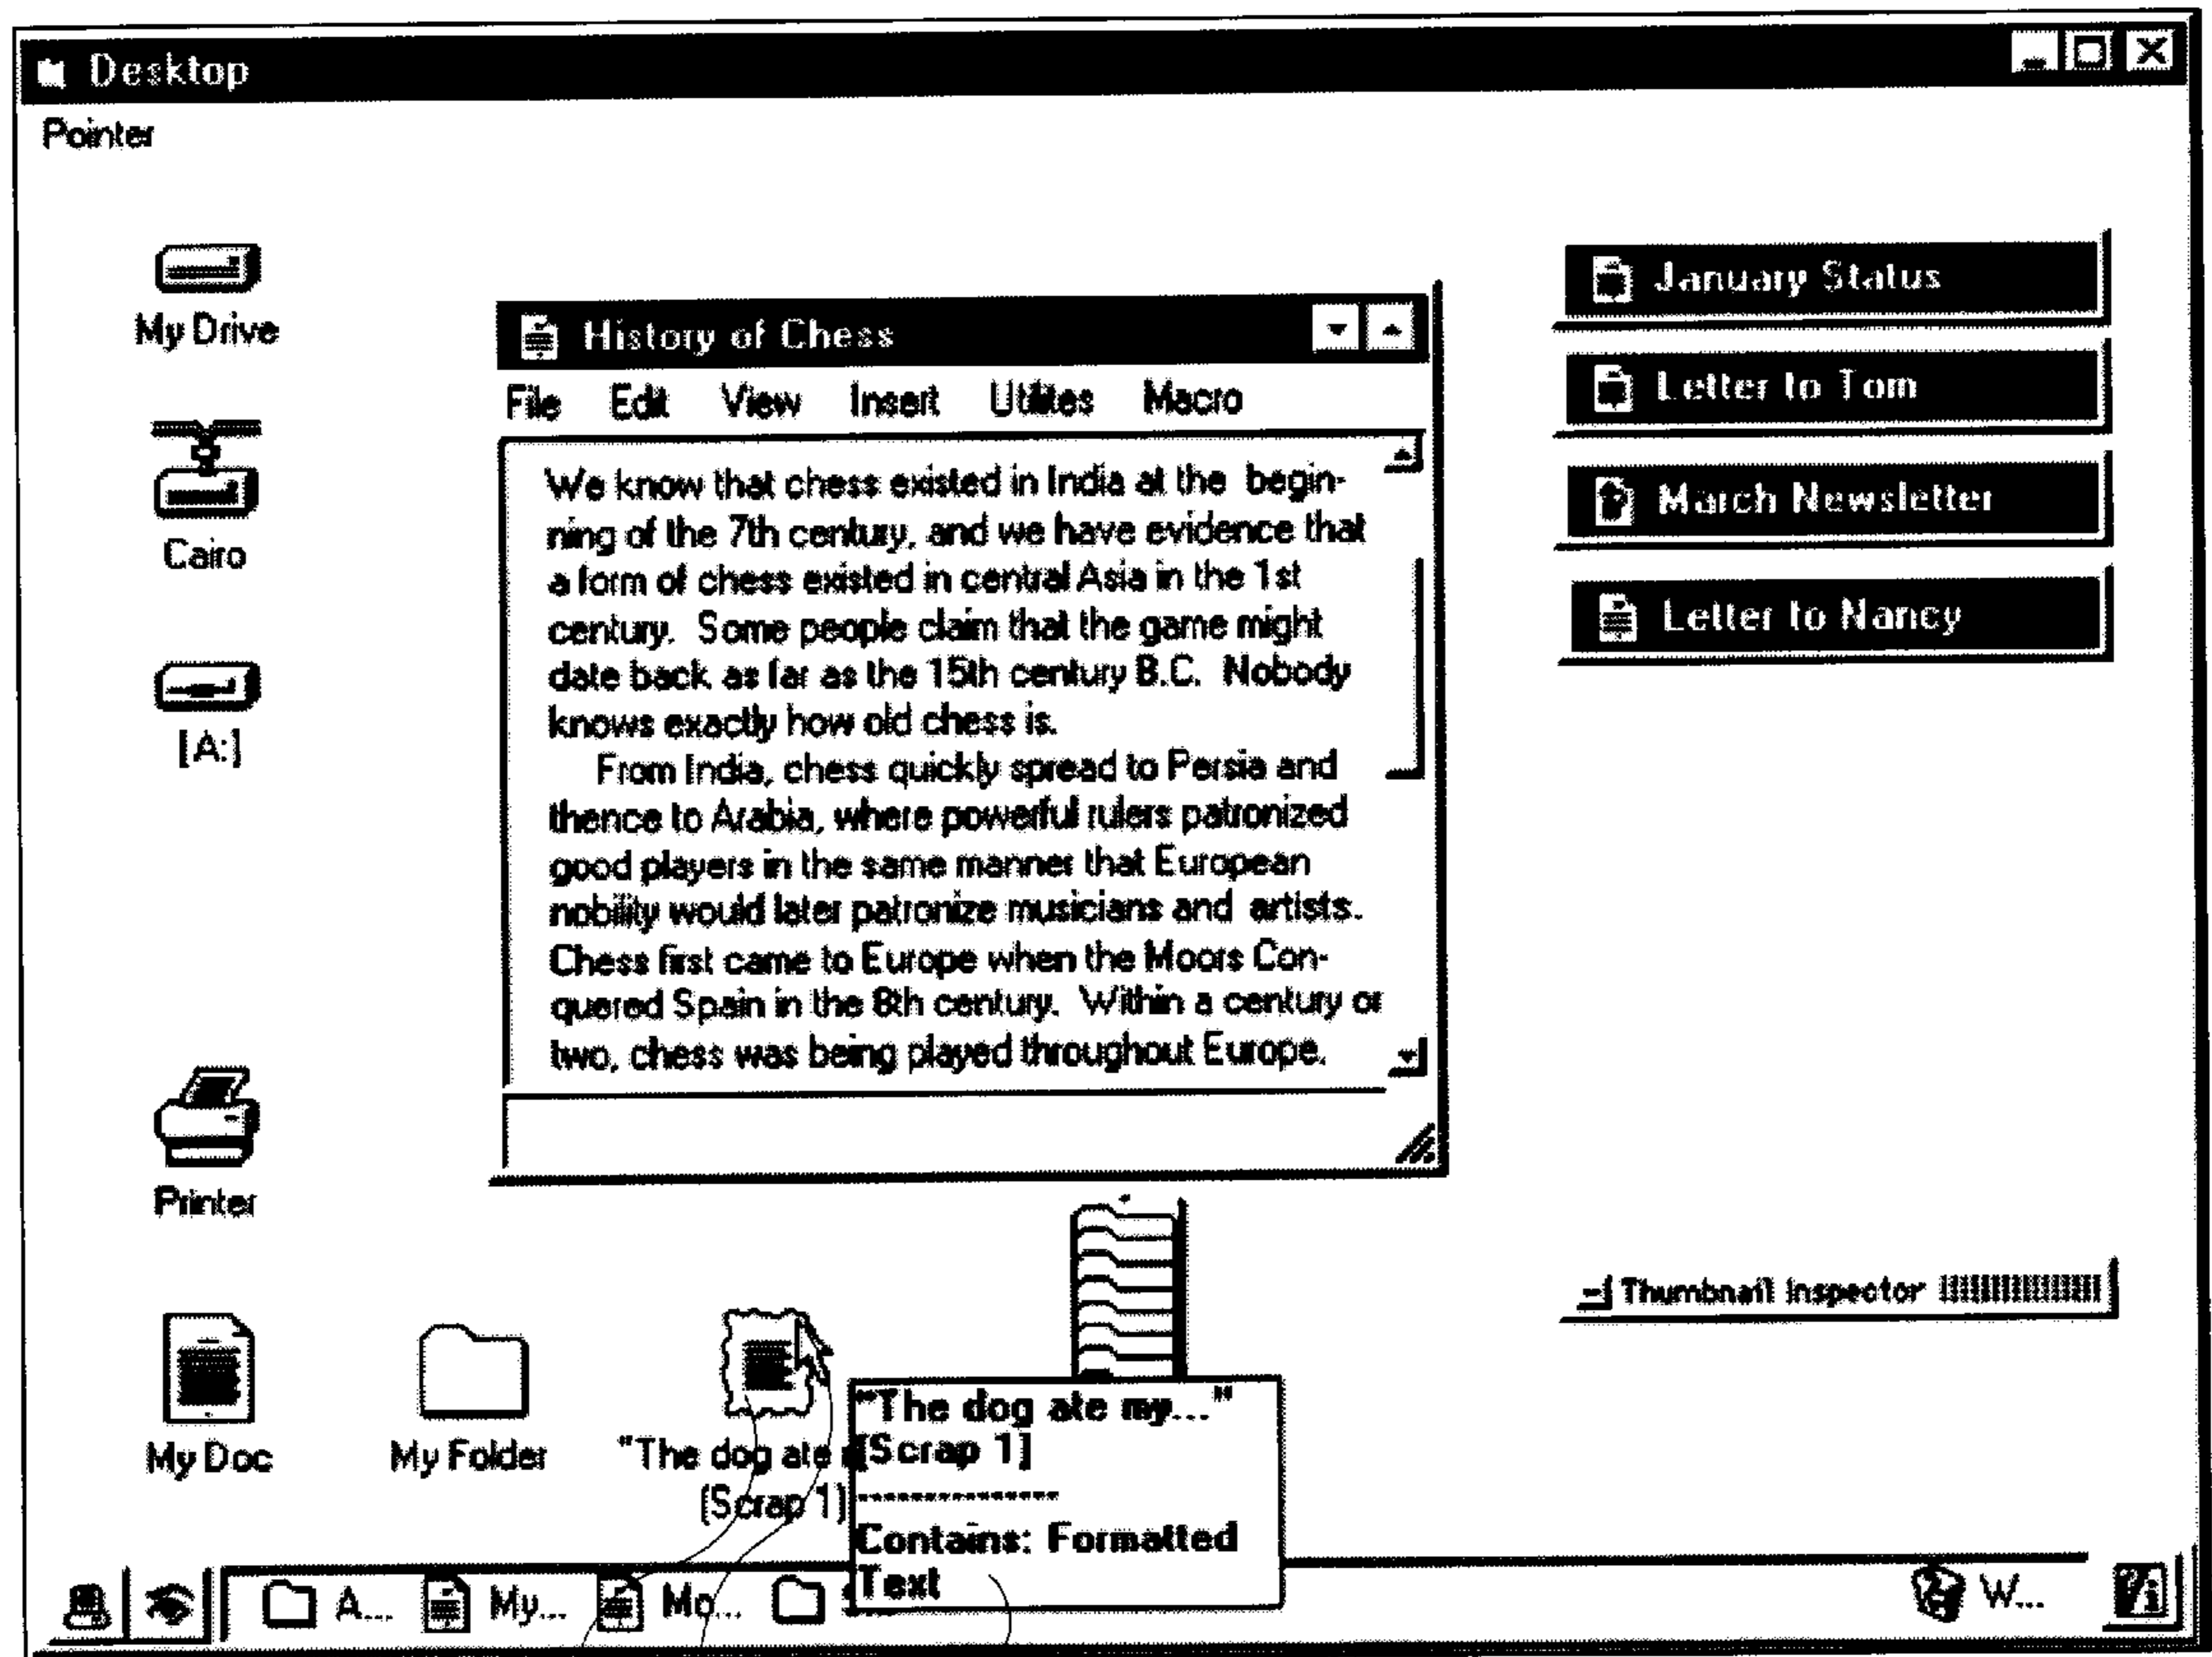 Desktop
Pointer
My Drive
Cairo
[A:]
Printer
My Doc
My Folder
"The dog ate
(Scrap 1)
History of Chess
File Edit View Insert Utilites Macro
We know that chess existed in India at the begin-
ning of the 7th century, and we have evidence that
a form of chess existed in central Asia in the 1st
century. Some people claim that the game might
date back as far as the 15th century B.C. Nobody
knows exactly how old chess is.
From India, chess quickly spread to Persia and
thence to Arabia, where powerful rulers patronized
good players in the same manner that European
nobility would later patronize musicians and artists.
Chess first came to Europe when the Moors Con-
quered Spain in the 8th century. Within a century or
two, chess was being played throughout Europe.
January Status
Letter to Tom
March Newsletter
Letter to Nancy
Thumbnail Inspector
"The dog ate my..."
[Scrap 1]
--------------
Contains: Formatted
Text
A... My... Mo... W... ?/i